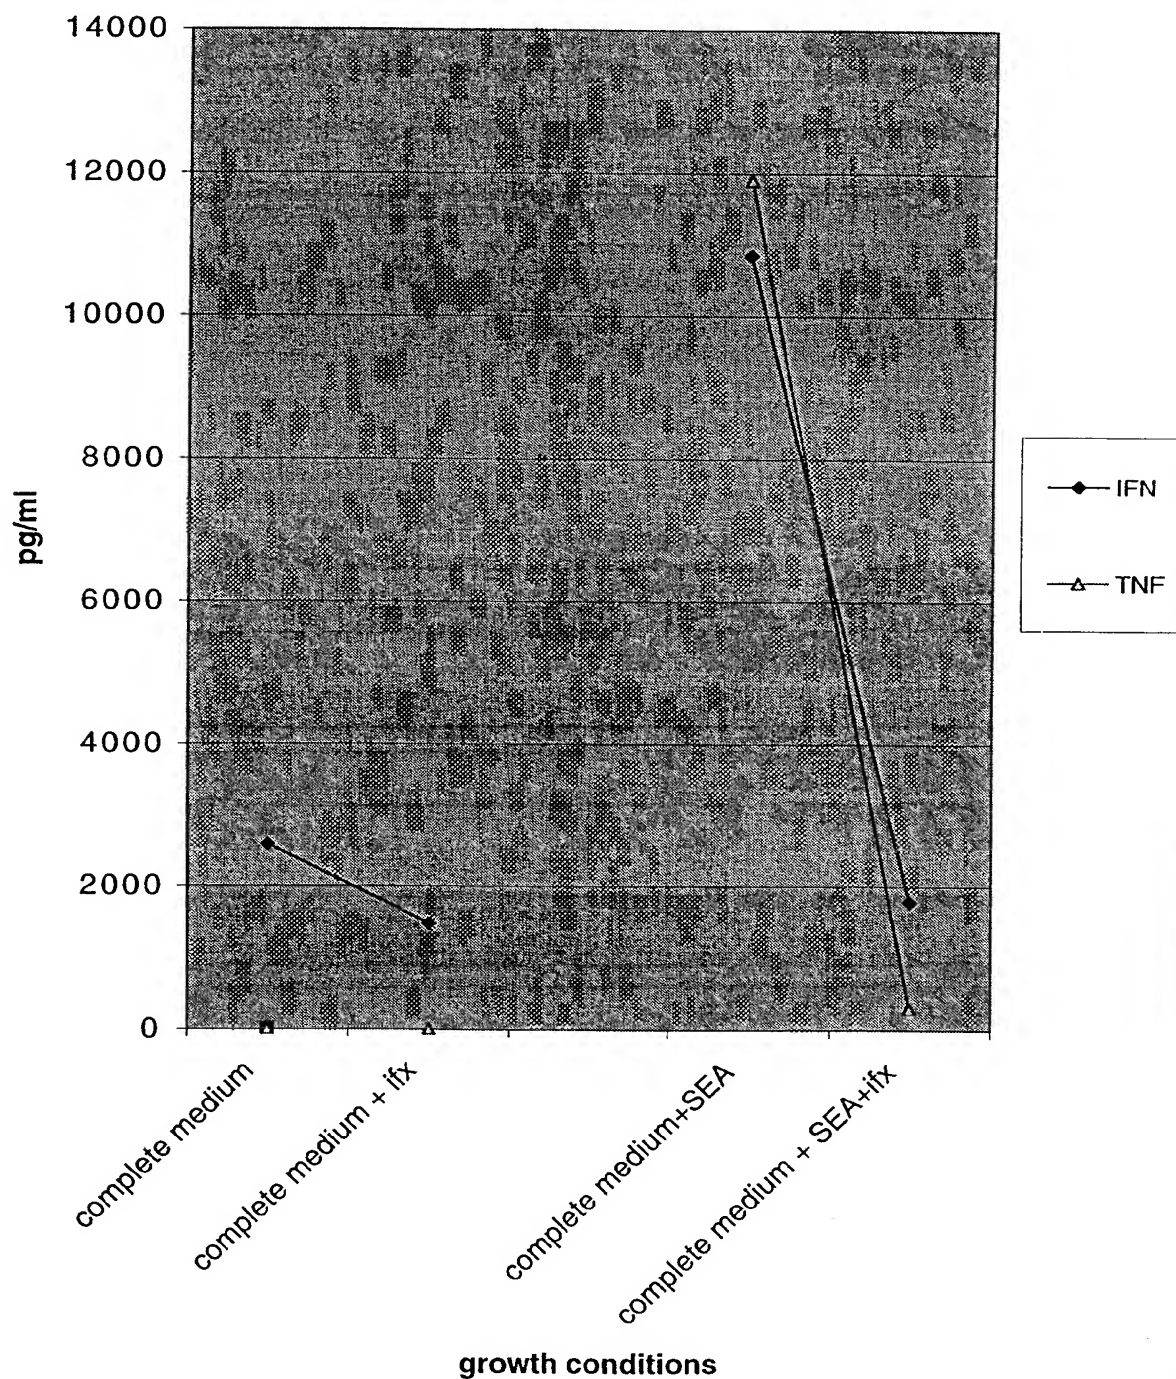 14000
12000
10000
8000
6000
4000
2000
0
pg/ml
IFN
TNF
complete medium
complete medium + ifx
complete medium+SEA
complete medium + SEA+ifx
growth conditions